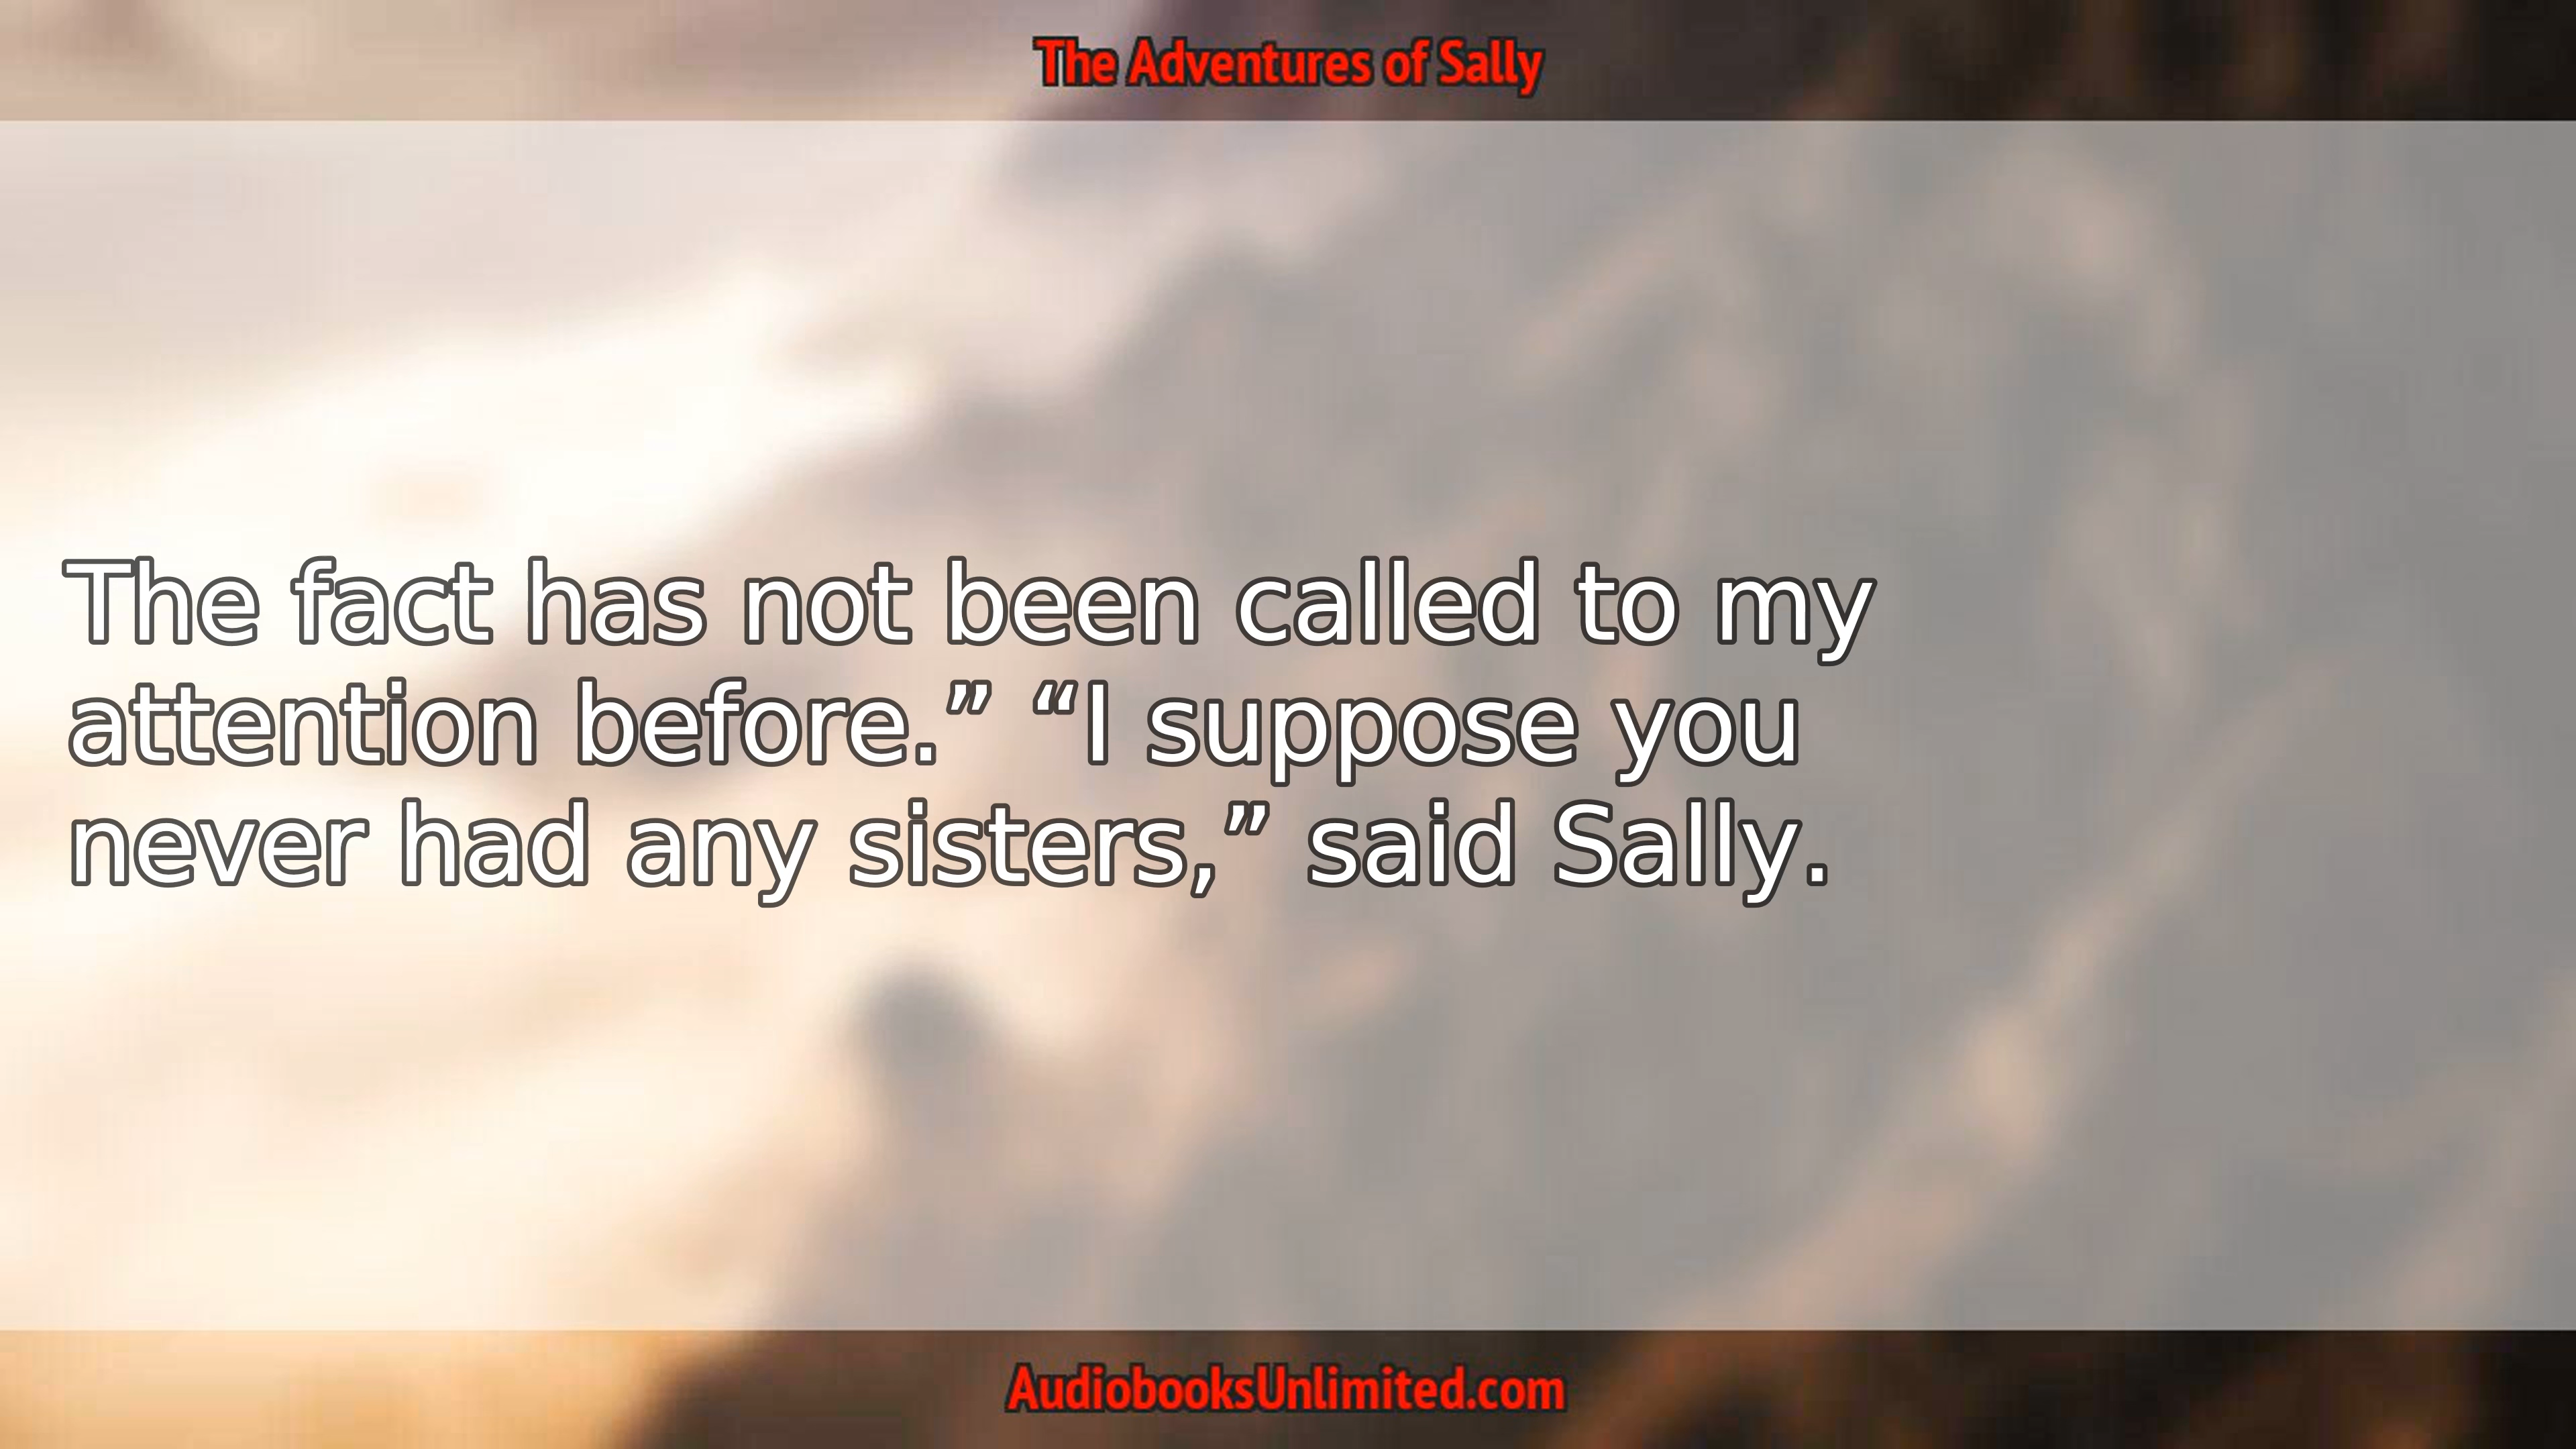 The Adventures of Sally
The fact has not been called to my
attention before.” “I suppose you
never had any sisters,” said Sally.
AudiobooksUnlimited.com